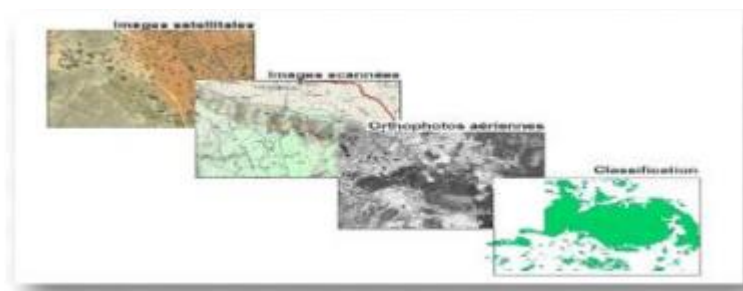 Images satellitales
Images scannées
Orthophotos aériennes
Classification